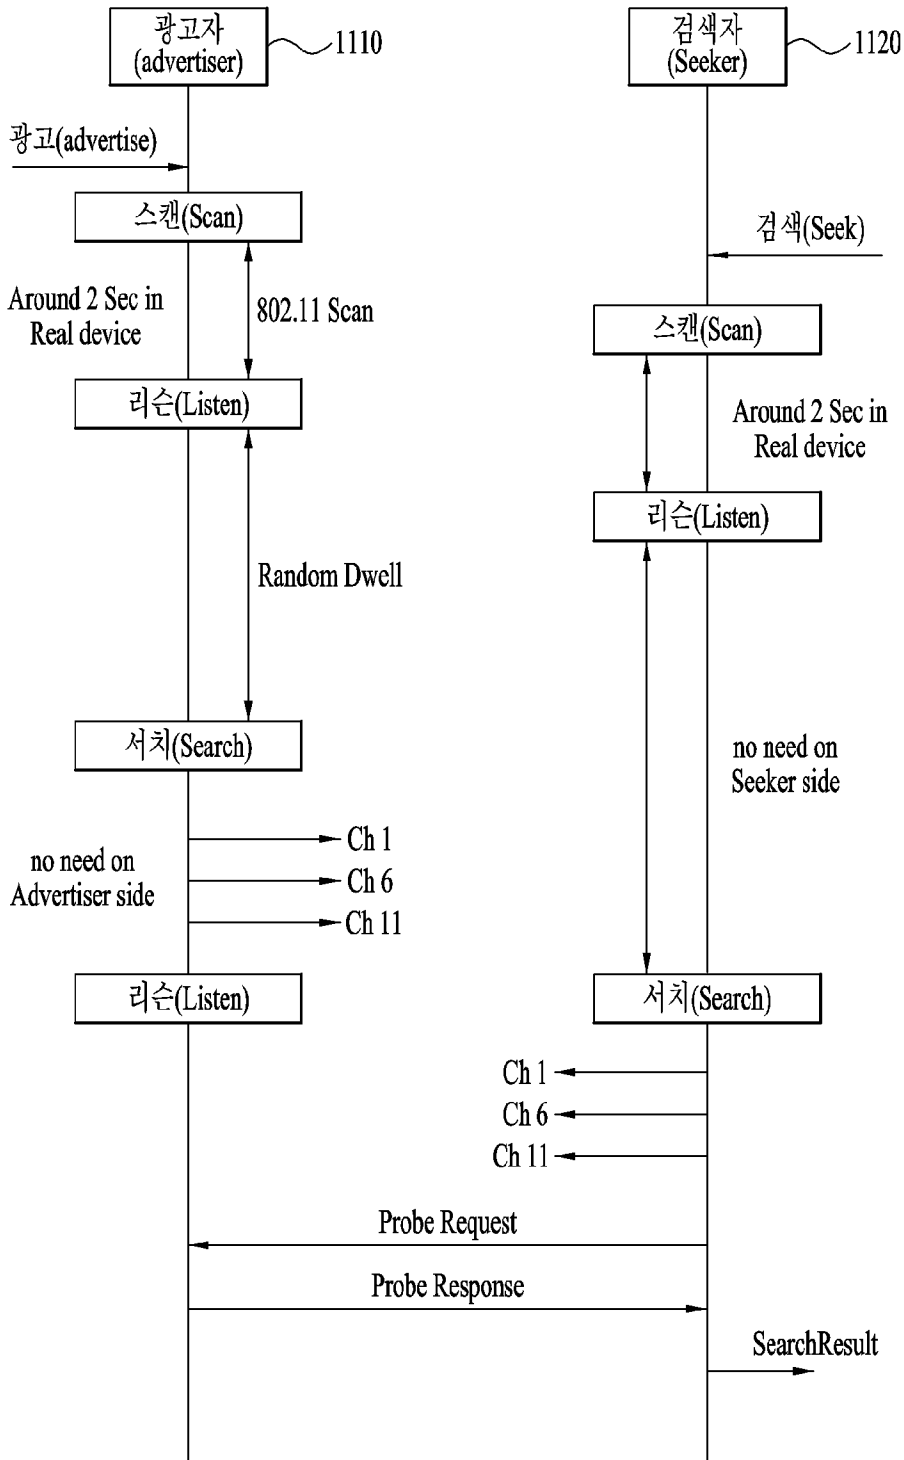 광고자
(advertiser)
1110
검색자
(Seeker)
1120
광고(advertise)
스캔(Scan)
검색(Seek)
Around 2 Sec in
Real device
802.11 Scan
스캔(Scan)
리슨(Listen)
Around 2 Sec in
Real device
리슨(Listen)
Random Dwell
서치(Search)
no need on
Seeker side
Ch 1
no need on
Advertiser side
Ch 6
Ch 11
리슨(Listen)
서치(Search)
Ch 1
Ch 6
Ch 11
Probe Request
Probe Response
SearchResult